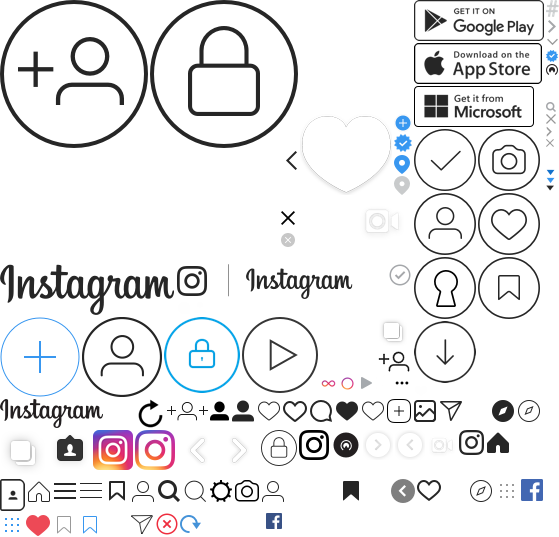 GET IT ON
Google Play
Download on the
App Store
Get it from
Microsoft
Instagram
Instagram
Instagram